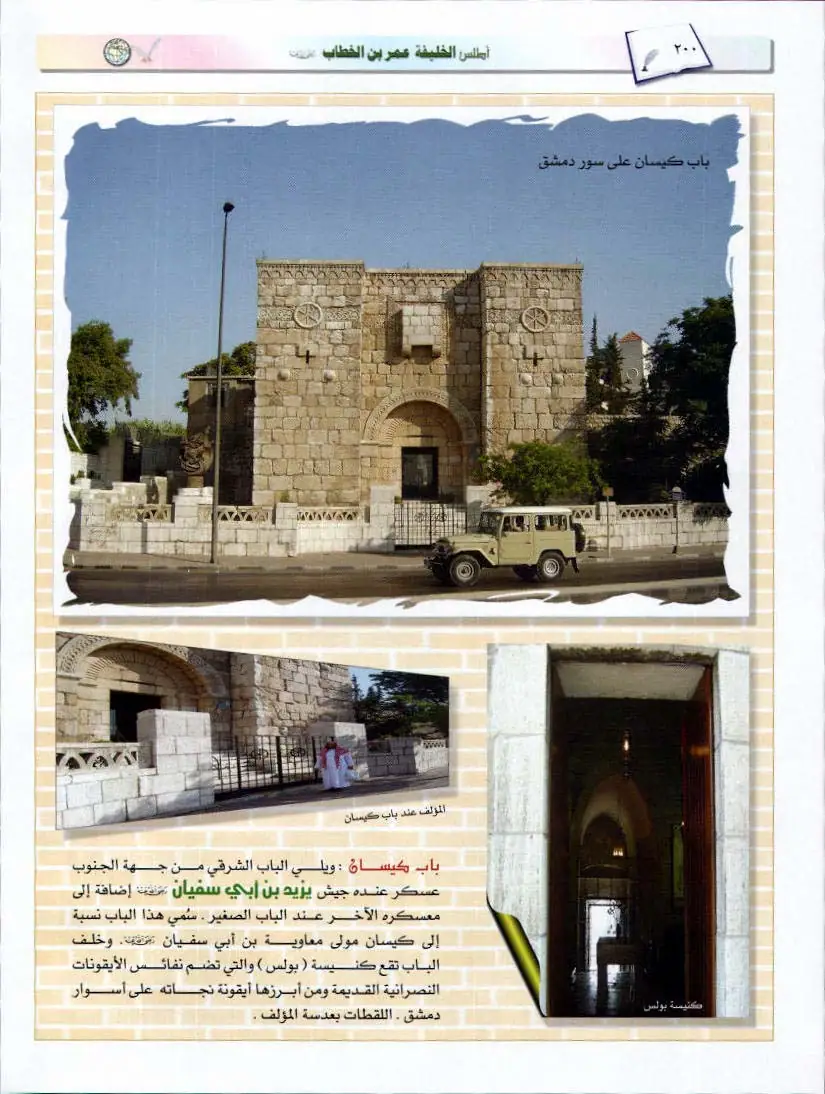 ٢٠٠
أطلس الخليفة عمر بن الخطاب
باب كيسان على سور دمشق
المؤلف عند باب كيسان
باب كيسان : ويلي الباب الشرقي من جهة الجنوب
عسكر عنده جيش يزيد بن أبي سفيان إضافة إلى
معسكره الآخر عند الباب الصغير . سُمي هذا الباب نسبة
إلى كيسان مولى معاوية بن أبي سفيان . وخلف
الباب تقع كنيسة ( بولس ) والتي تضم نفائس الأيقونات
النصرانية القديمة ومن أبرزها أيقونة نجاته على أسوار
دمشق . اللقطات بعدسة المؤلف .
كنيسة بولس